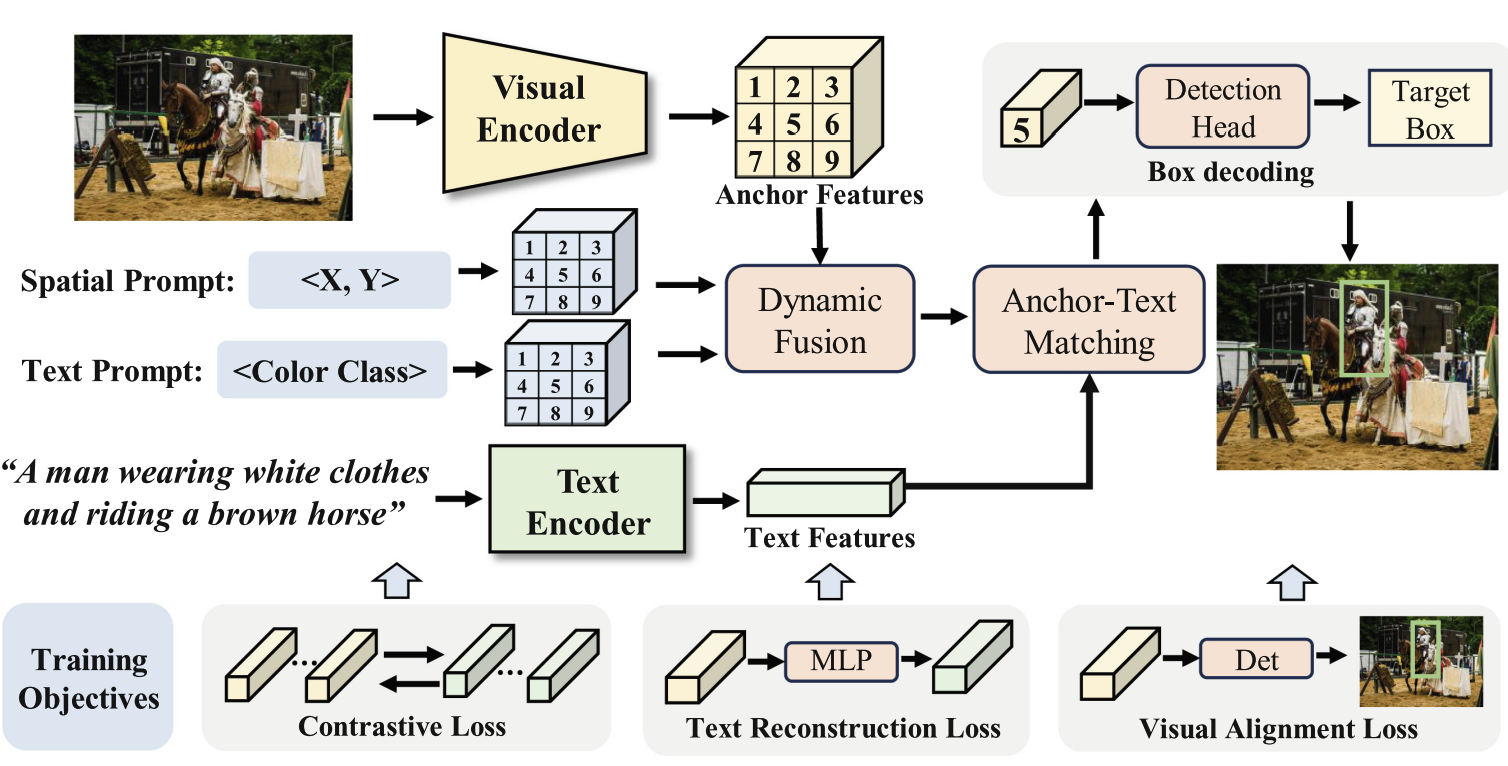 Visual
Encoder
1 2 3
4 5 6
7 8 9
Anchor Features
5
Detection
Head
Target
Box
Box decoding
Spatial Prompt:
<X, Y>
1 2 3
4 5 6
7 8 9
Text Prompt:
<Color Class>
1 2 3
4 5 6
7 8 9
Dynamic
Fusion
Anchor-Text
Matching
“A man wearing white clothes
and riding a brown horse”
Text
Encoder
Text Features
Training
Objectives
...
...
Contrastive Loss
MLP
Text Reconstruction Loss
Det
Visual Alignment Loss